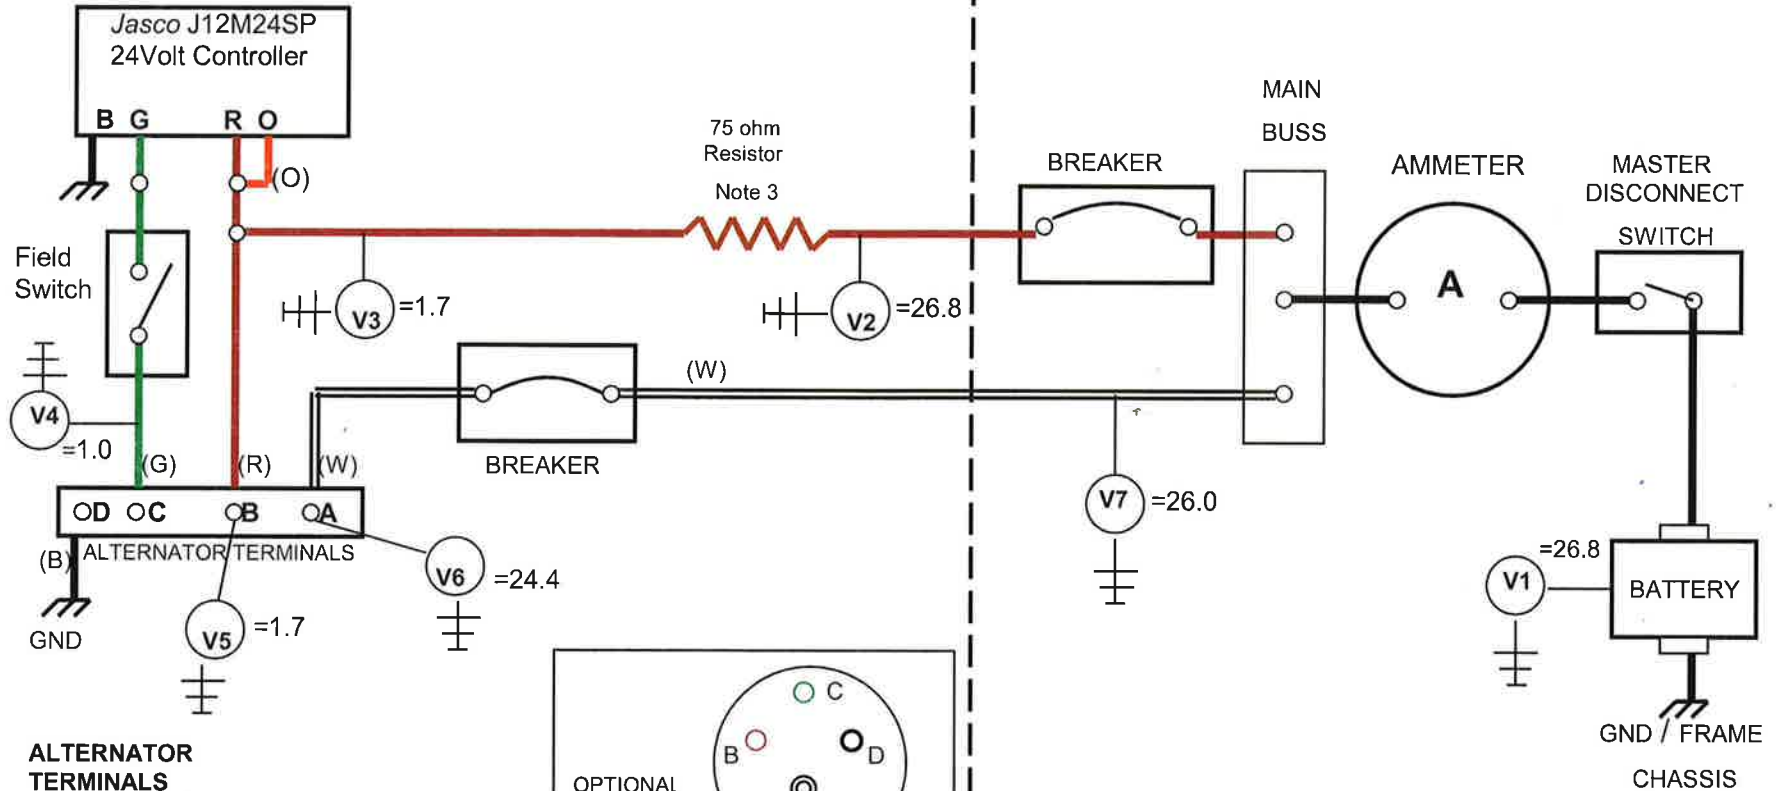 Jasco J12M24SP
24Volt Controller
B G R O
(O)
75 ohm
Resistor
Note 3
BREAKER
MAIN
BUSS
AMMETER
A
MASTER
DISCONNECT
SWITCH
Field
Switch
V3 =1.7
V2 =26.8
V4
=1.0
(W)
BREAKER
(G) (R) (W)
D C B A
(B) ALTERNATOR TERMINALS
GND
V6 =24.4
V5 =1.7
V7 =26.0
V1 =26.8
BATTERY
GND / FRAME
CHASSIS
ALTERNATOR
TERMINALS
C
B D
OPTIONAL